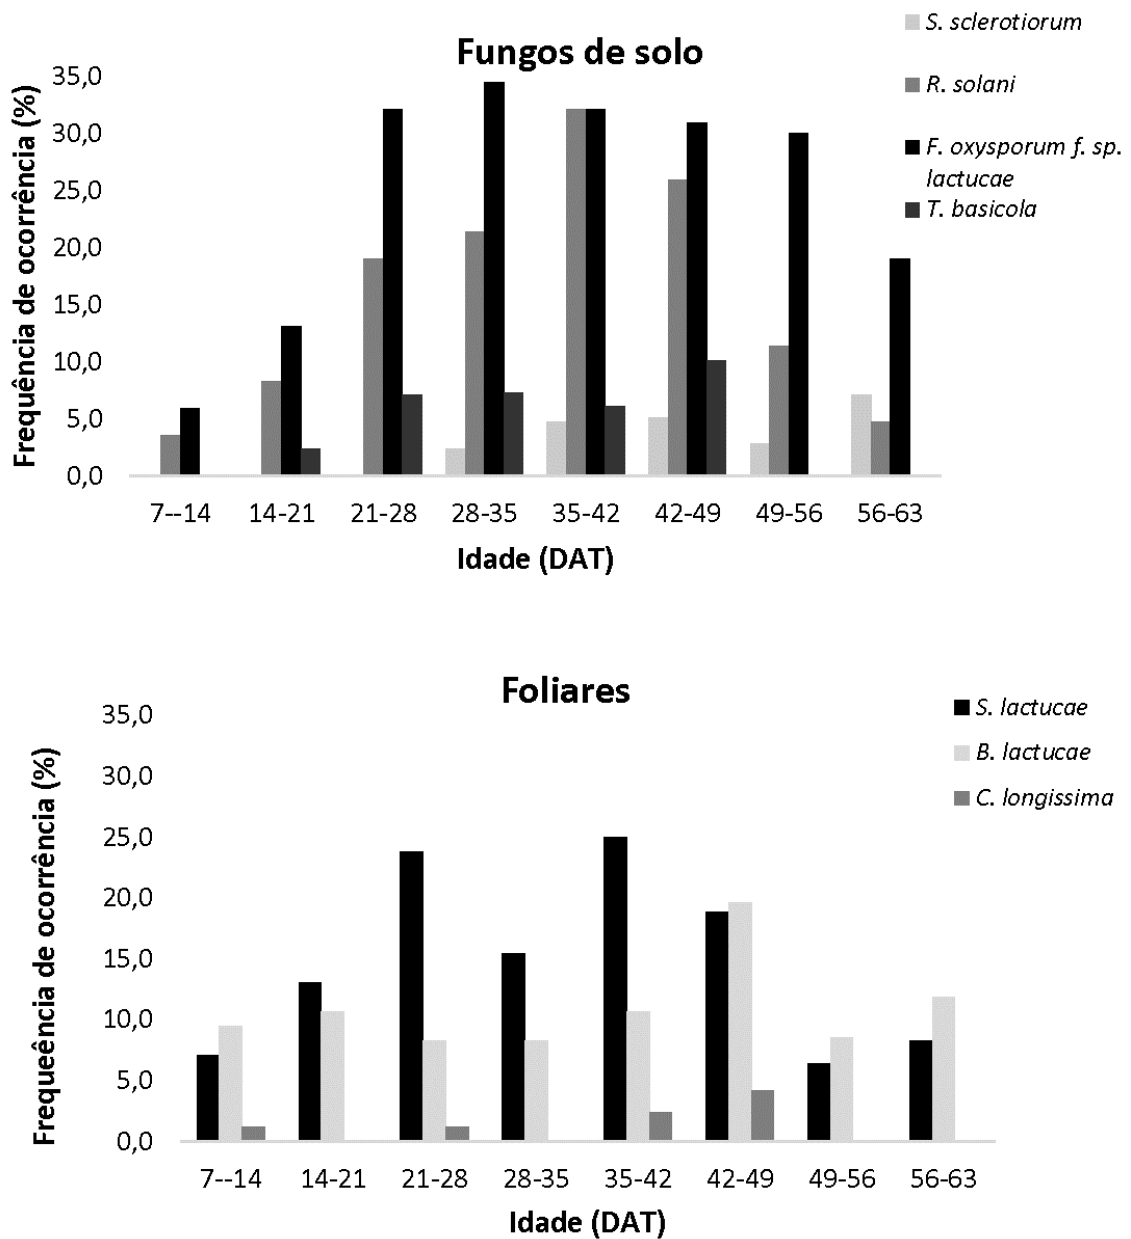 Fungos de solo
S. sclerotiorum
R. solani
F. oxysporum f. sp.
lactucae
T. basicola
Frequência de ocorrência (%)
35,0
30,0
25,0
20,0
15,0
10,0
5,0
0,0
7--14 14-21 21-28 28-35 35-42 42-49 49-56 56-63
Idade (DAT)
Foliares
S. lactucae
B. lactucae
C. longissima
Frequeência de ocorrência (%)
35,0
30,0
25,0
20,0
15,0
10,0
5,0
0,0
7--14 14-21 21-28 28-35 35-42 42-49 49-56 56-63
Idade (DAT)